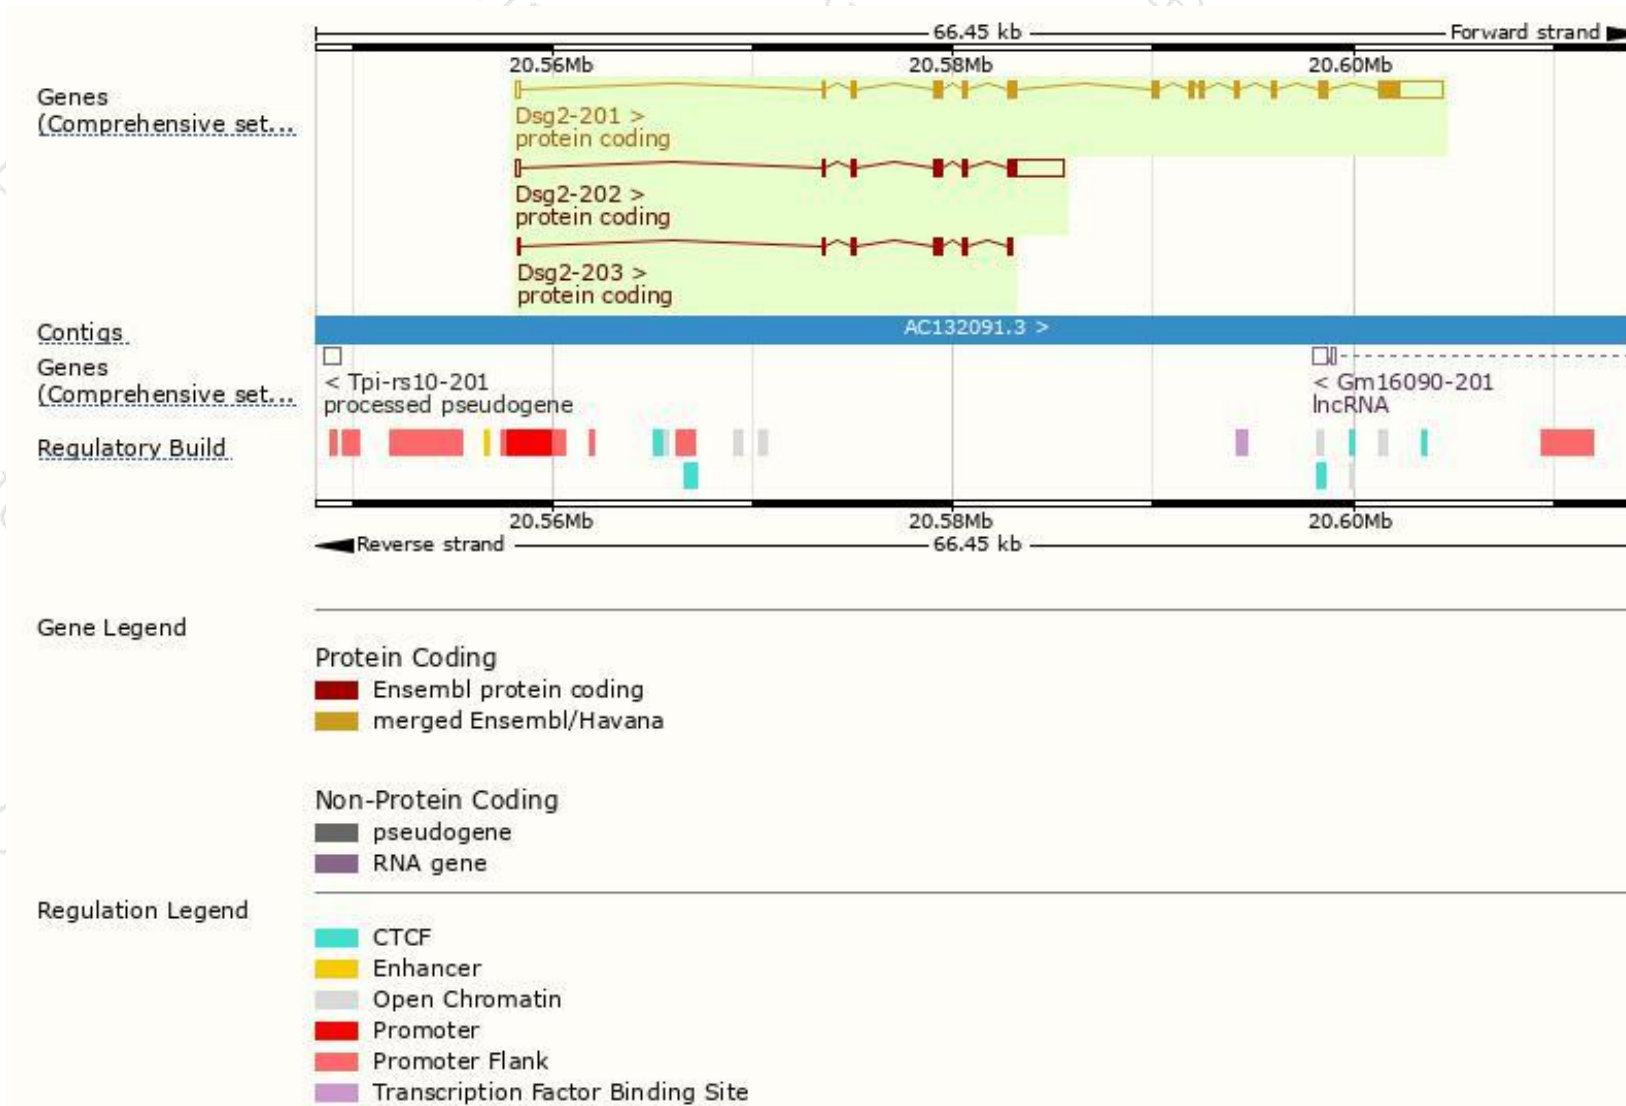 66.45 kb Forward strand
20.56Mb 20.58Mb 20.60Mb
Genes
(Comprehensive set...
Dsg2-201 >
protein coding
Dsg2-202 >
protein coding
Dsg2-203 >
protein coding
Contigs AC132091.3 >
Genes
(Comprehensive set...
< Tpi-rs10-201
processed pseudogene
< Gm16090-201
lncRNA
Regulatory Build
20.56Mb 20.58Mb 20.60Mb
Reverse strand 66.45 kb
Gene Legend
Protein Coding
Ensembl protein coding
merged Ensembl/Havana
Non-Protein Coding
pseudogene
RNA gene
Regulation Legend
CTCF
Enhancer
Open Chromatin
Promoter
Promoter Flank
Transcription Factor Binding Site